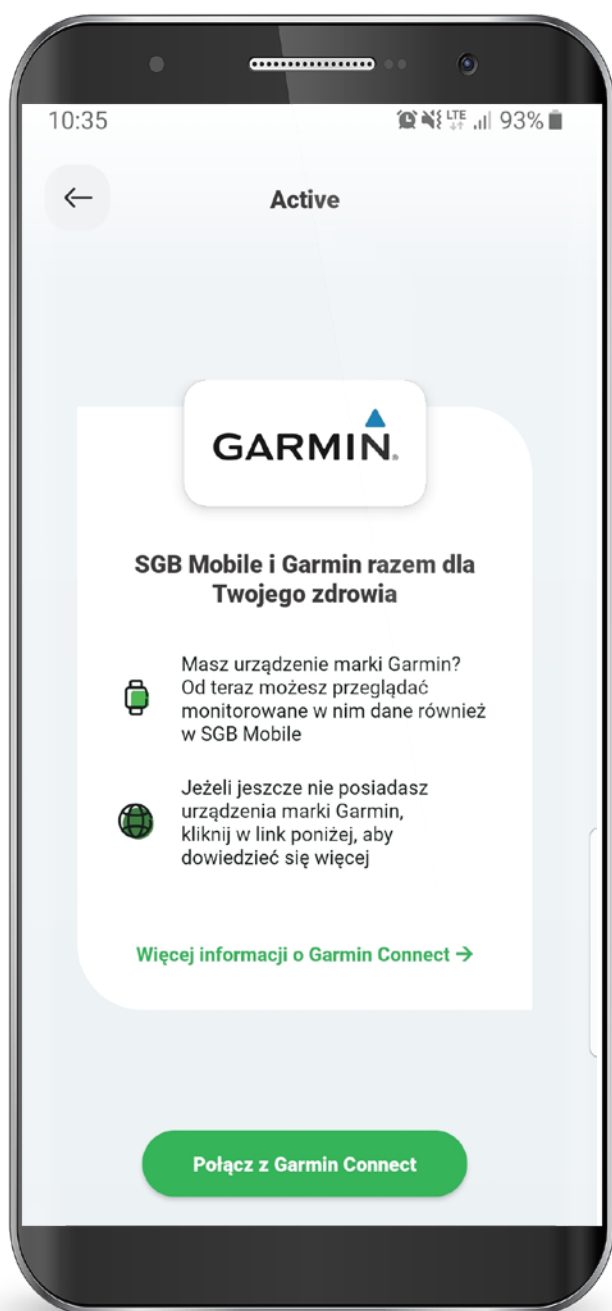 10:35
LTE 93%
Active
GARMIN®
SGB Mobile i Garmin razem dla
Twojego zdrowia
Masz urządzenie marki Garmin?
Od teraz możesz przeglądać
monitorowane w nim dane również
w SGB Mobile
Jeżeli jeszcze nie posiadasz
urządzenia marki Garmin,
kliknij w link poniżej, aby
dowiedzieć się więcej
Więcej informacji o Garmin Connect →
Połącz z Garmin Connect